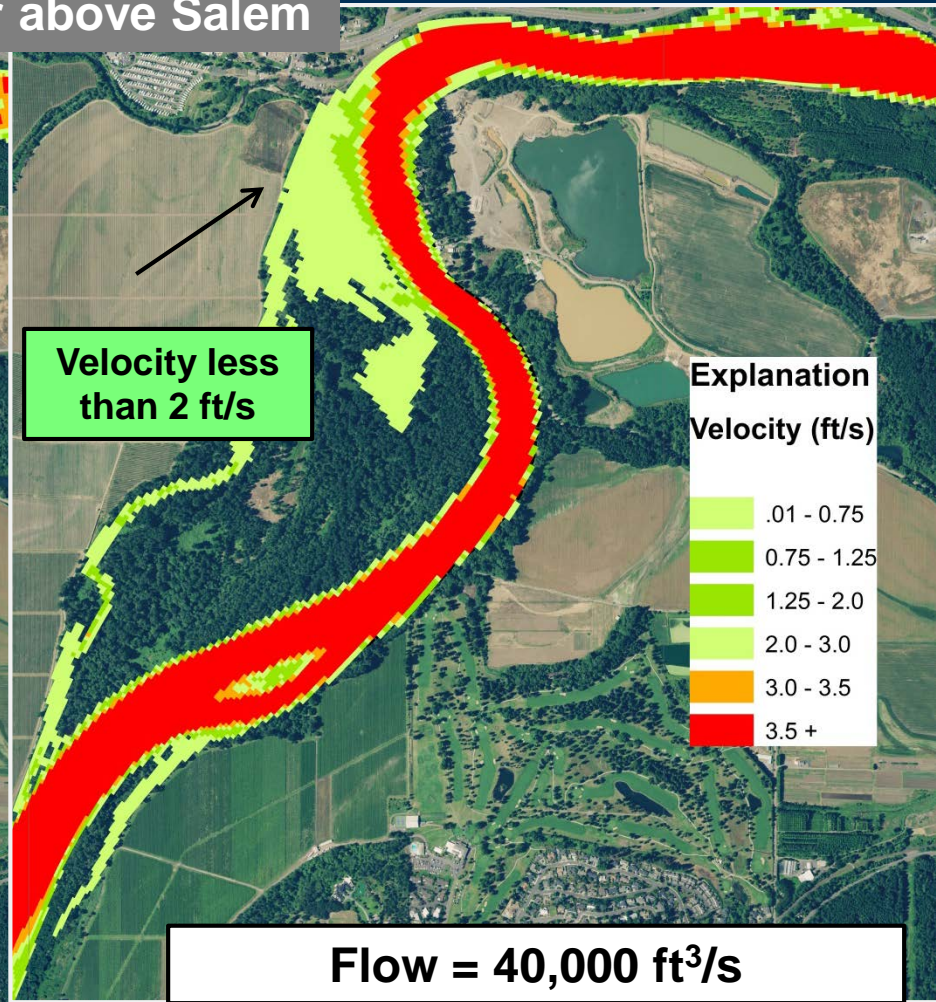 above Salem
Velocity less
than 2 ft/s
Explanation
Velocity (ft/s)
.01 - 0.75
0.75 - 1.25
1.25 - 2.0
2.0 - 3.0
3.0 - 3.5
3.5 +
Flow = 40,000 ft³/s